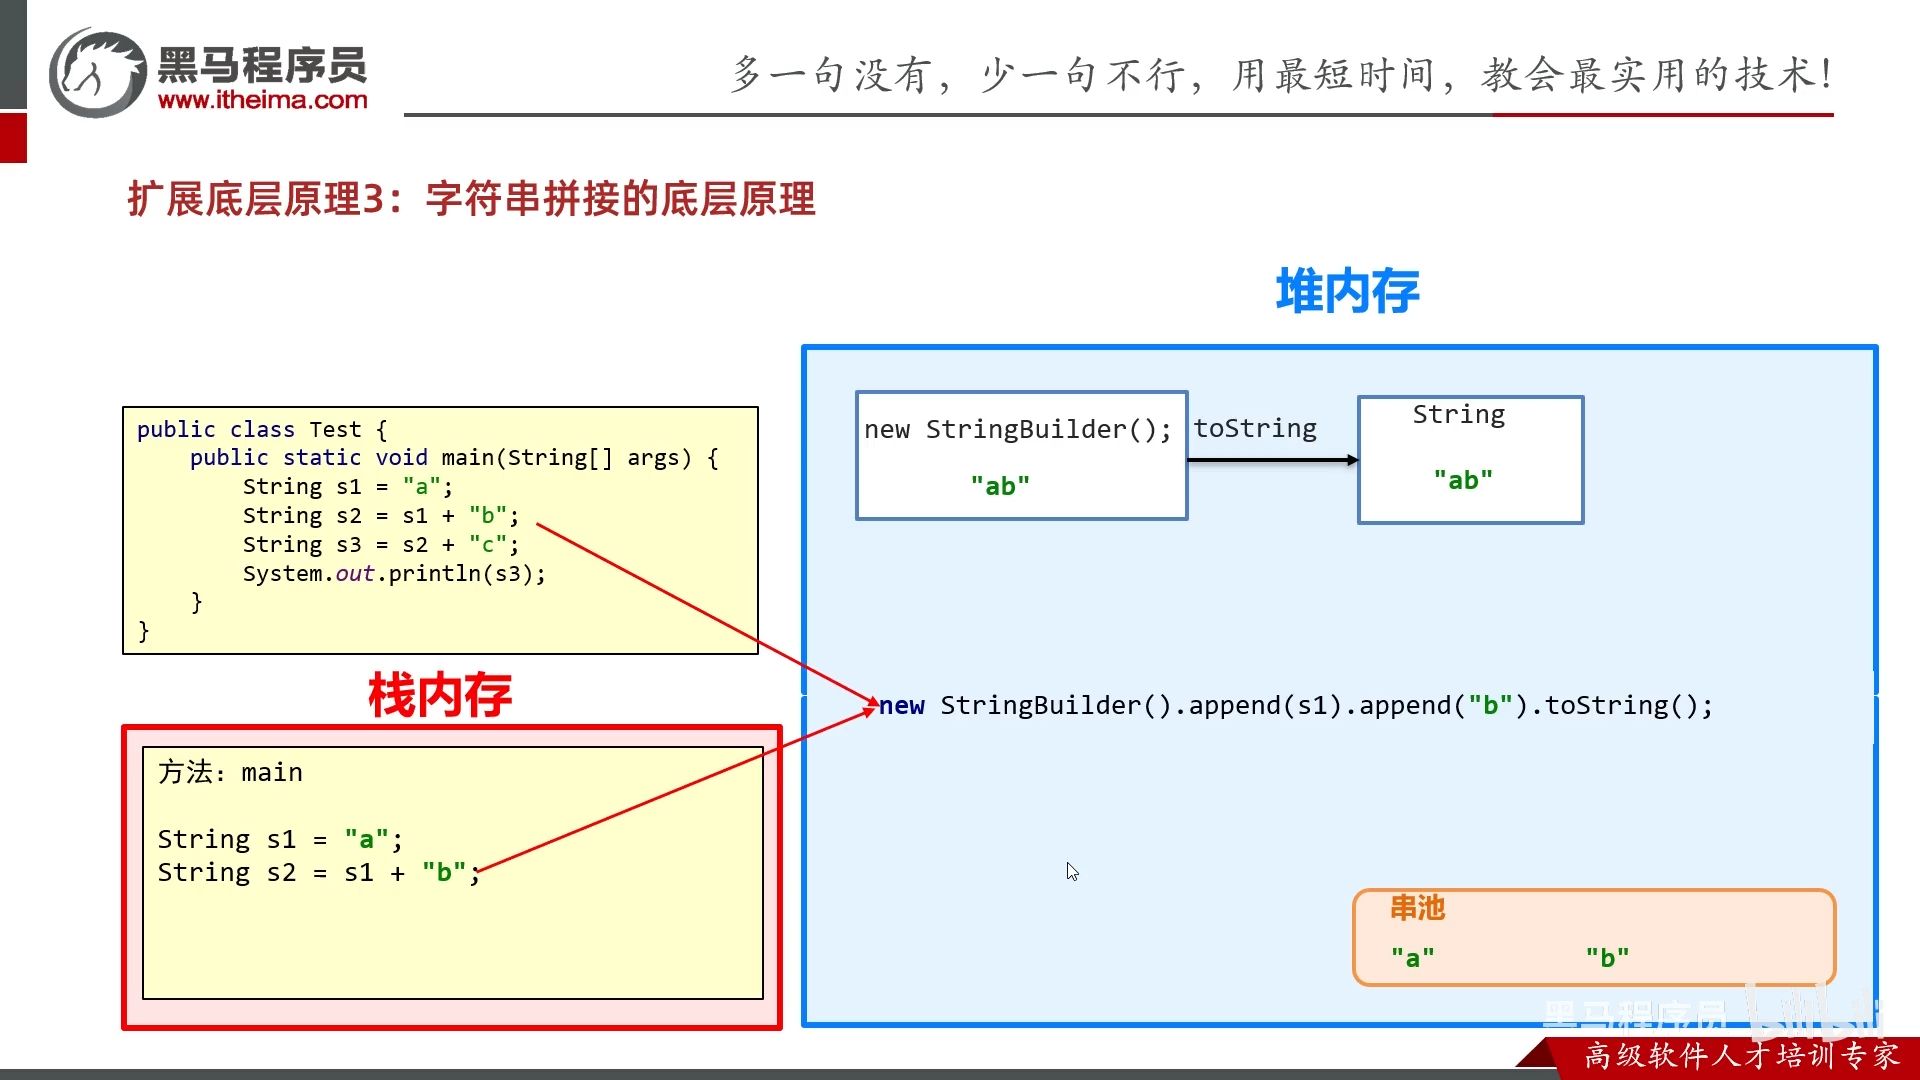 黑马程序员
www.itheima.com
多一句没有，少一句不行，用最短时间，教会最实用的技术！
扩展底层原理3：字符串拼接的底层原理
堆内存
public class Test {
    public static void main(String[] args) {
        String s1 = "a";
        String s2 = s1 + "b";
        String s3 = s2 + "c";
        System.out.println(s3);
    }
}
new StringBuilder();
"ab"
toString
String
"ab"
new StringBuilder().append(s1).append("b").toString();
栈内存
方法：main
String s1 = "a";
String s2 = s1 + "b";
串池
"a" "b"
黑马程序员 bilibili
高级软件人才培训专家